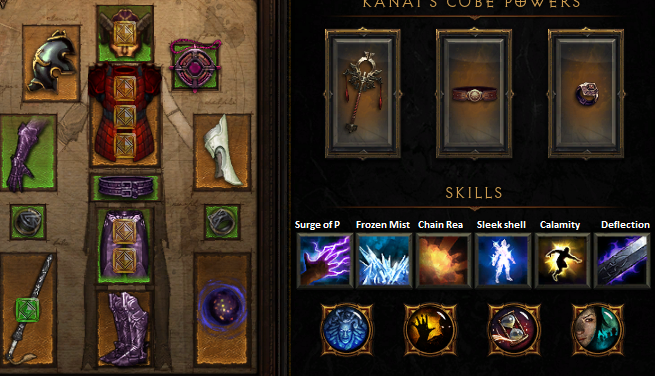 KANAI'S CUBE POWERS
SKILLS
Surge of P Frozen Mist Chain Rea Sleek shell Calamity Deflection